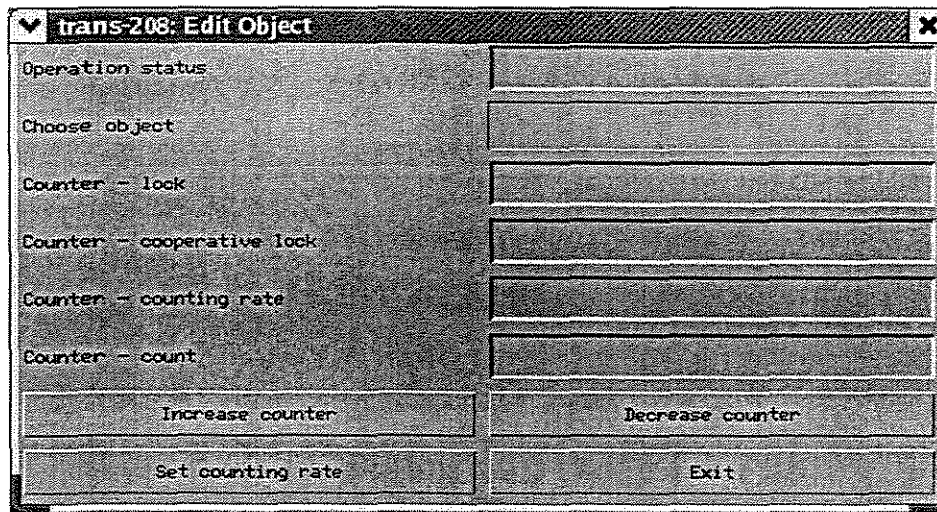 trans-208: Edit Object
Operation status
Choose object
Counter - lock
Counter - cooperative lock
Counter - counting rate
Counter - count
Increase counter Decrease counter
Set counting rate Exit